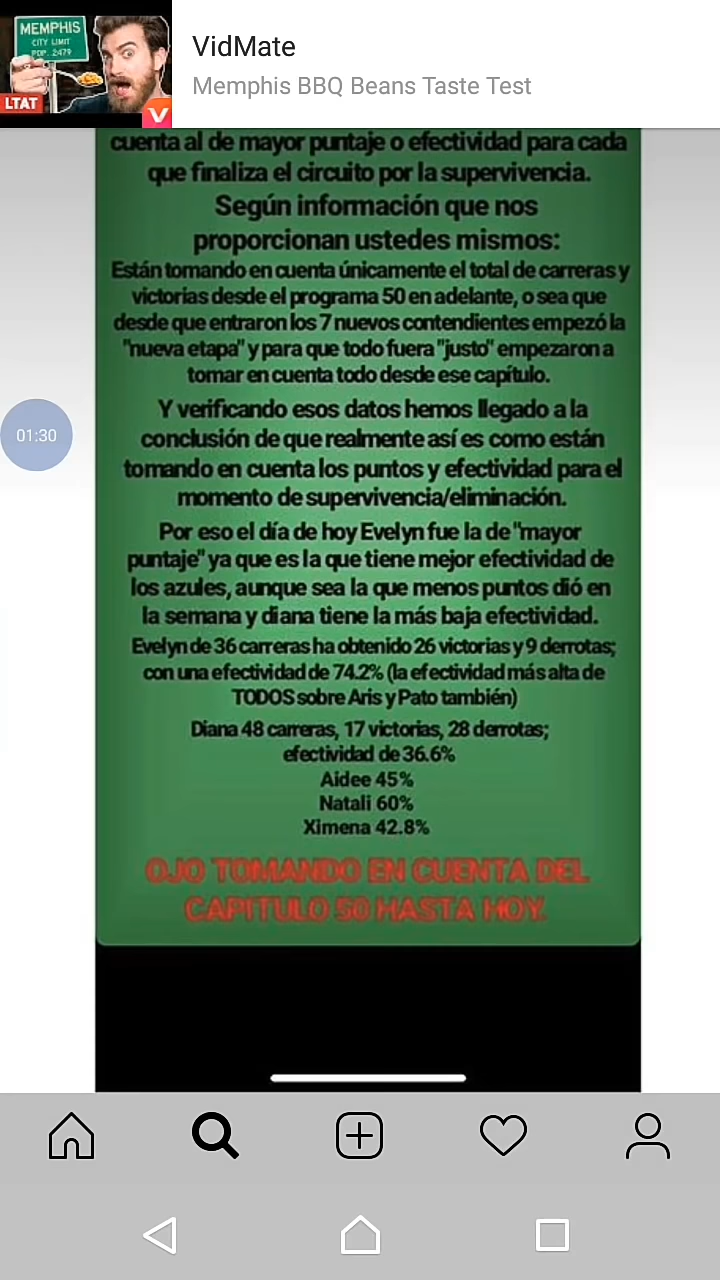 MEMPHIS
CITY LIMIT
POP. 2479
LTAT
VidMate
Memphis BBQ Beans Taste Test
cuenta al de mayor puntaje o efectividad para cada
que finaliza el circuito por la supervivencia.
Según información que nos
proporcionan ustedes mismos:
Están tomando en cuenta únicamente el total de carreras y
victorias desde el programa 50 en adelante, o sea que
desde que entraron los 7 nuevos contendientes empezó la
"nueva etapa" y para que todo fuera "justo" empezaron a
tomar en cuenta todo desde ese capítulo.
01:30
Y verificando esos datos hemos llegado a la
conclusión de que realmente así es como están
tomando en cuenta los puntos y efectividad para el
momento de supervivencia/eliminación.
Por eso el día de hoy Evelyn fue la de "mayor
puntaje" ya que es la que tiene mejor efectividad de
los azules, aunque sea la que menos puntos dió en
la semana y diana tiene la más baja efectividad.
Evelyn de 36 carreras ha obtenido 26 victorias y 9 derrotas;
con una efectividad de 74.2% (la efectividad más alta de
TODOS sobre Aris y Pato también)
Diana 48 carreras, 17 victorias, 28 derrotas;
efectividad de 36.6%
Aidee 45%
Natali 60%
Ximena 42.8%
OJO TOMANDO EN CUENTA DEL
CAPITULO 50 HASTA HOY.